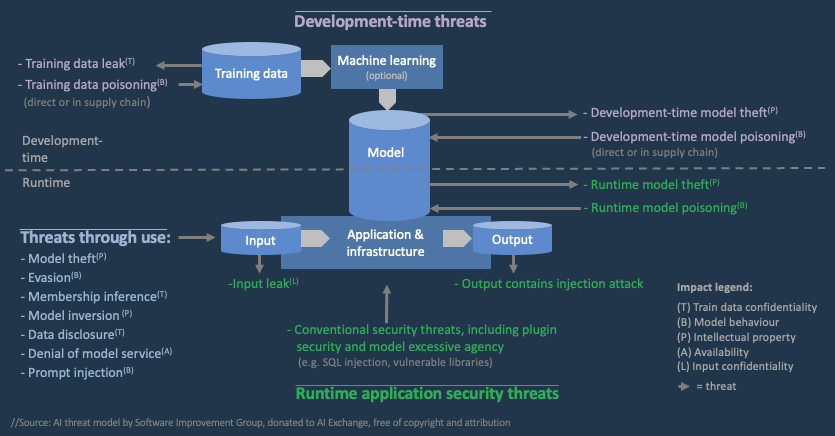 Development-time threats
- Training data leak(T)
- Training data poisoning(B)
(direct or in supply chain)
Training data
Machine learning
(optional)
- Development-time model theft(P)
- Development-time model poisoning(B)
(direct or in supply chain)
Model
Development-
time
Runtime
- Runtime model theft(P)
- Runtime model poisoning(B)
Threats through use:
- Model theft(P)
- Evasion(B)
- Membership inference(T)
- Model inversion (P)
- Data disclosure(T)
- Denial of model service(A)
- Prompt injection(B)
Input
Application &
infrastructure
Output
-Input leak(L)
- Output contains injection attack
- Conventional security threats, including plugin
security and model excessive agency
(e.g. SQL injection, vulnerable libraries)
Runtime application security threats
Impact legend:
(T) Train data confidentiality
(B) Model behaviour
(P) Intellectual property
(A) Availability
(L) Input confidentiality
= threat
//Source: AI threat model by Software Improvement Group, donated to AI Exchange, free of copyright and attribution